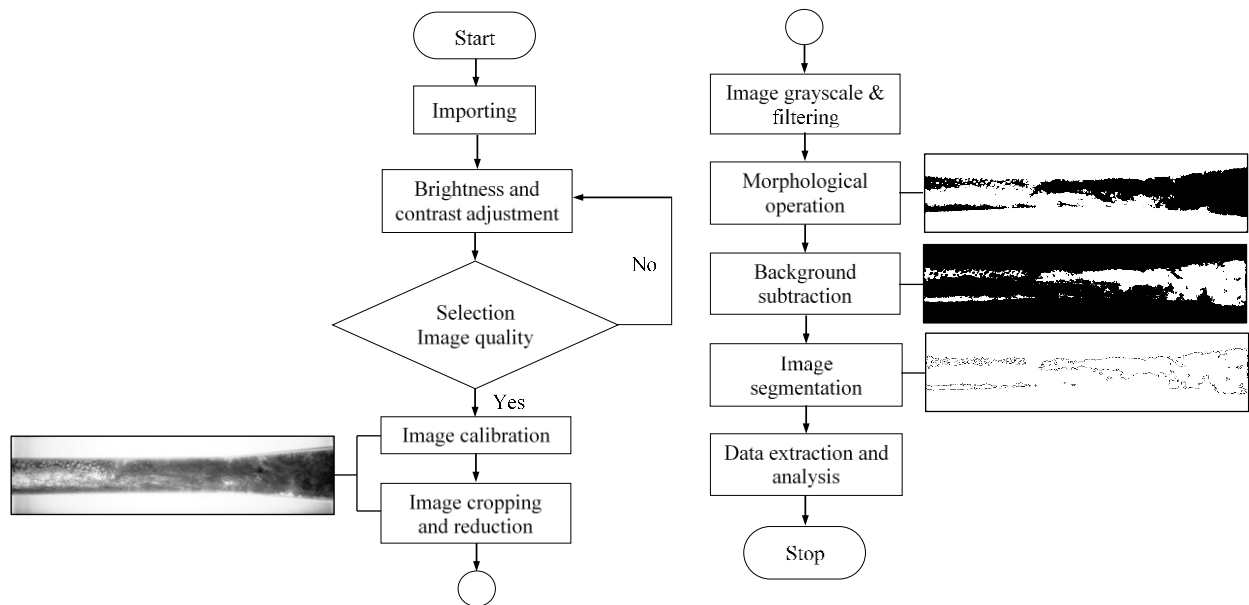 Start
Importing
Brightness and
contrast adjustment
No
Selection
Image quality
Yes
Image calibration
Image cropping
and reduction
Image grayscale &
filtering
Morphological
operation
Background
subtraction
Image
segmentation
Data extraction and
analysis
Stop